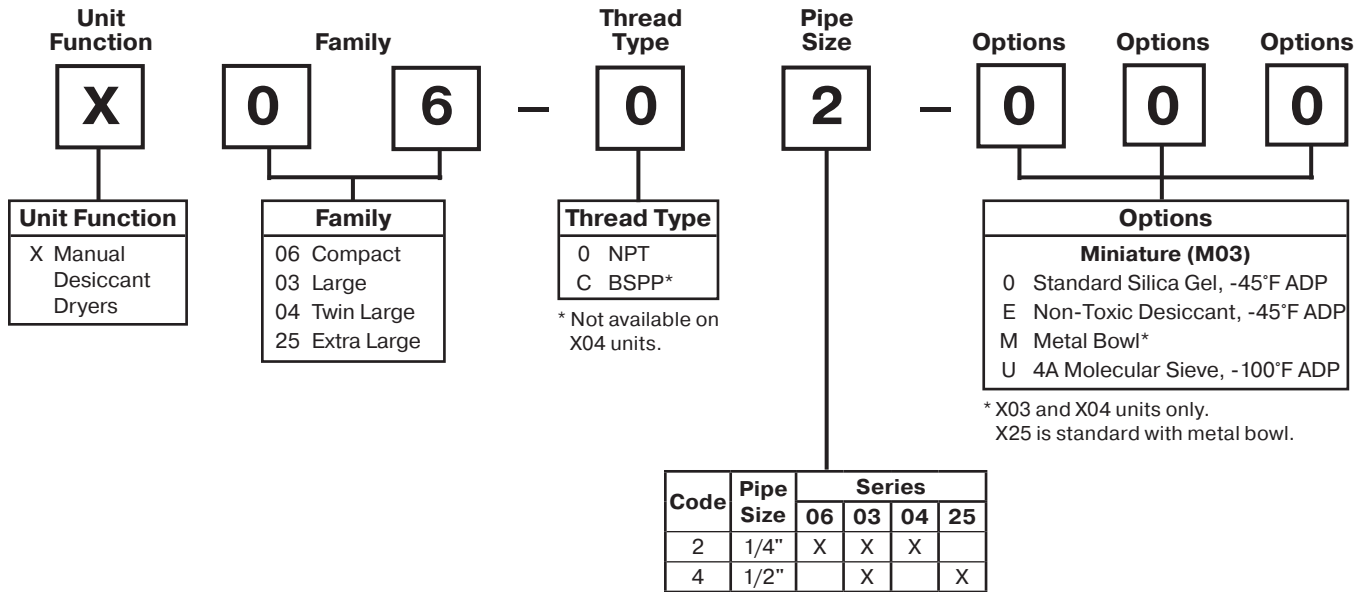 Unit
Function
Family
Thread
Type
Pipe
Size
Options
Options
Options
X 0 6 – 0 2 – 0 0 0
Unit Function
X Manual
Desiccant
Dryers
Family
06 Compact
03 Large
04 Twin Large
25 Extra Large
Thread Type
0 NPT
C BSPP*
* Not available on
X04 units.
Options
Miniature (M03)
0 Standard Silica Gel, -45°F ADP
E Non-Toxic Desiccant, -45°F ADP
M Metal Bowl*
U 4A Molecular Sieve, -100°F ADP
* X03 and X04 units only.
X25 is standard with metal bowl.
Code Pipe Size Series
06 03 04 25
2 1/4" X X X
4 1/2" X X